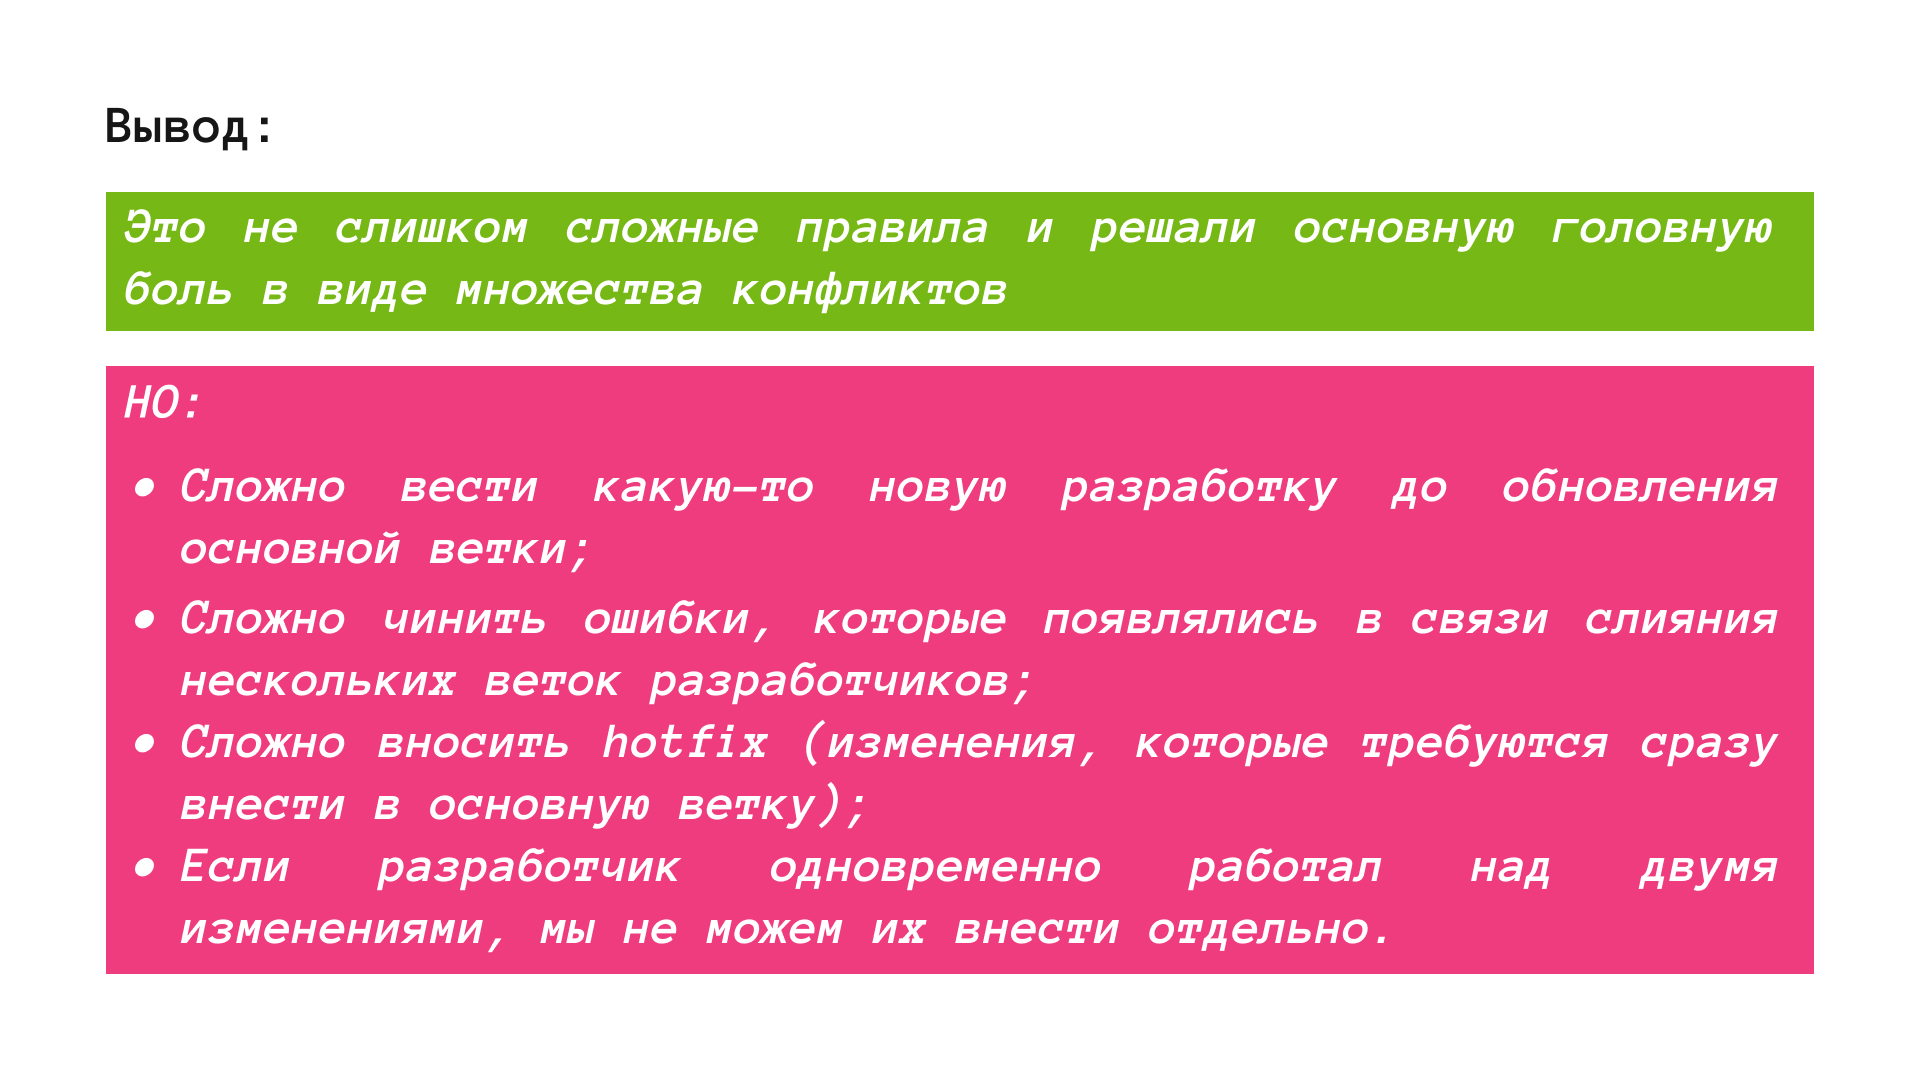 Вывод:
Это не слишком сложные правила и решали основную головную
боль в виде множества конфликтов
НО:
● Сложно вести какую-то новую разработку до обновления
основной ветки;
● Сложно чинить ошибки, которые появлялись в связи слияния
нескольких веток разработчиков;
● Сложно вносить hotfix (изменения, которые требуются сразу
внести в основную ветку);
● Если разработчик одновременно работал над двумя
изменениями, мы не можем их внести отдельно.